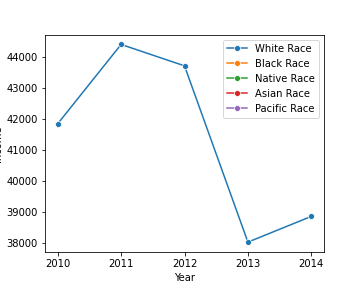 44000
43000
42000
41000
40000
39000
38000
2010 2011 2012 2013 2014
Year
White Race
Black Race
Native Race
Asian Race
Pacific Race